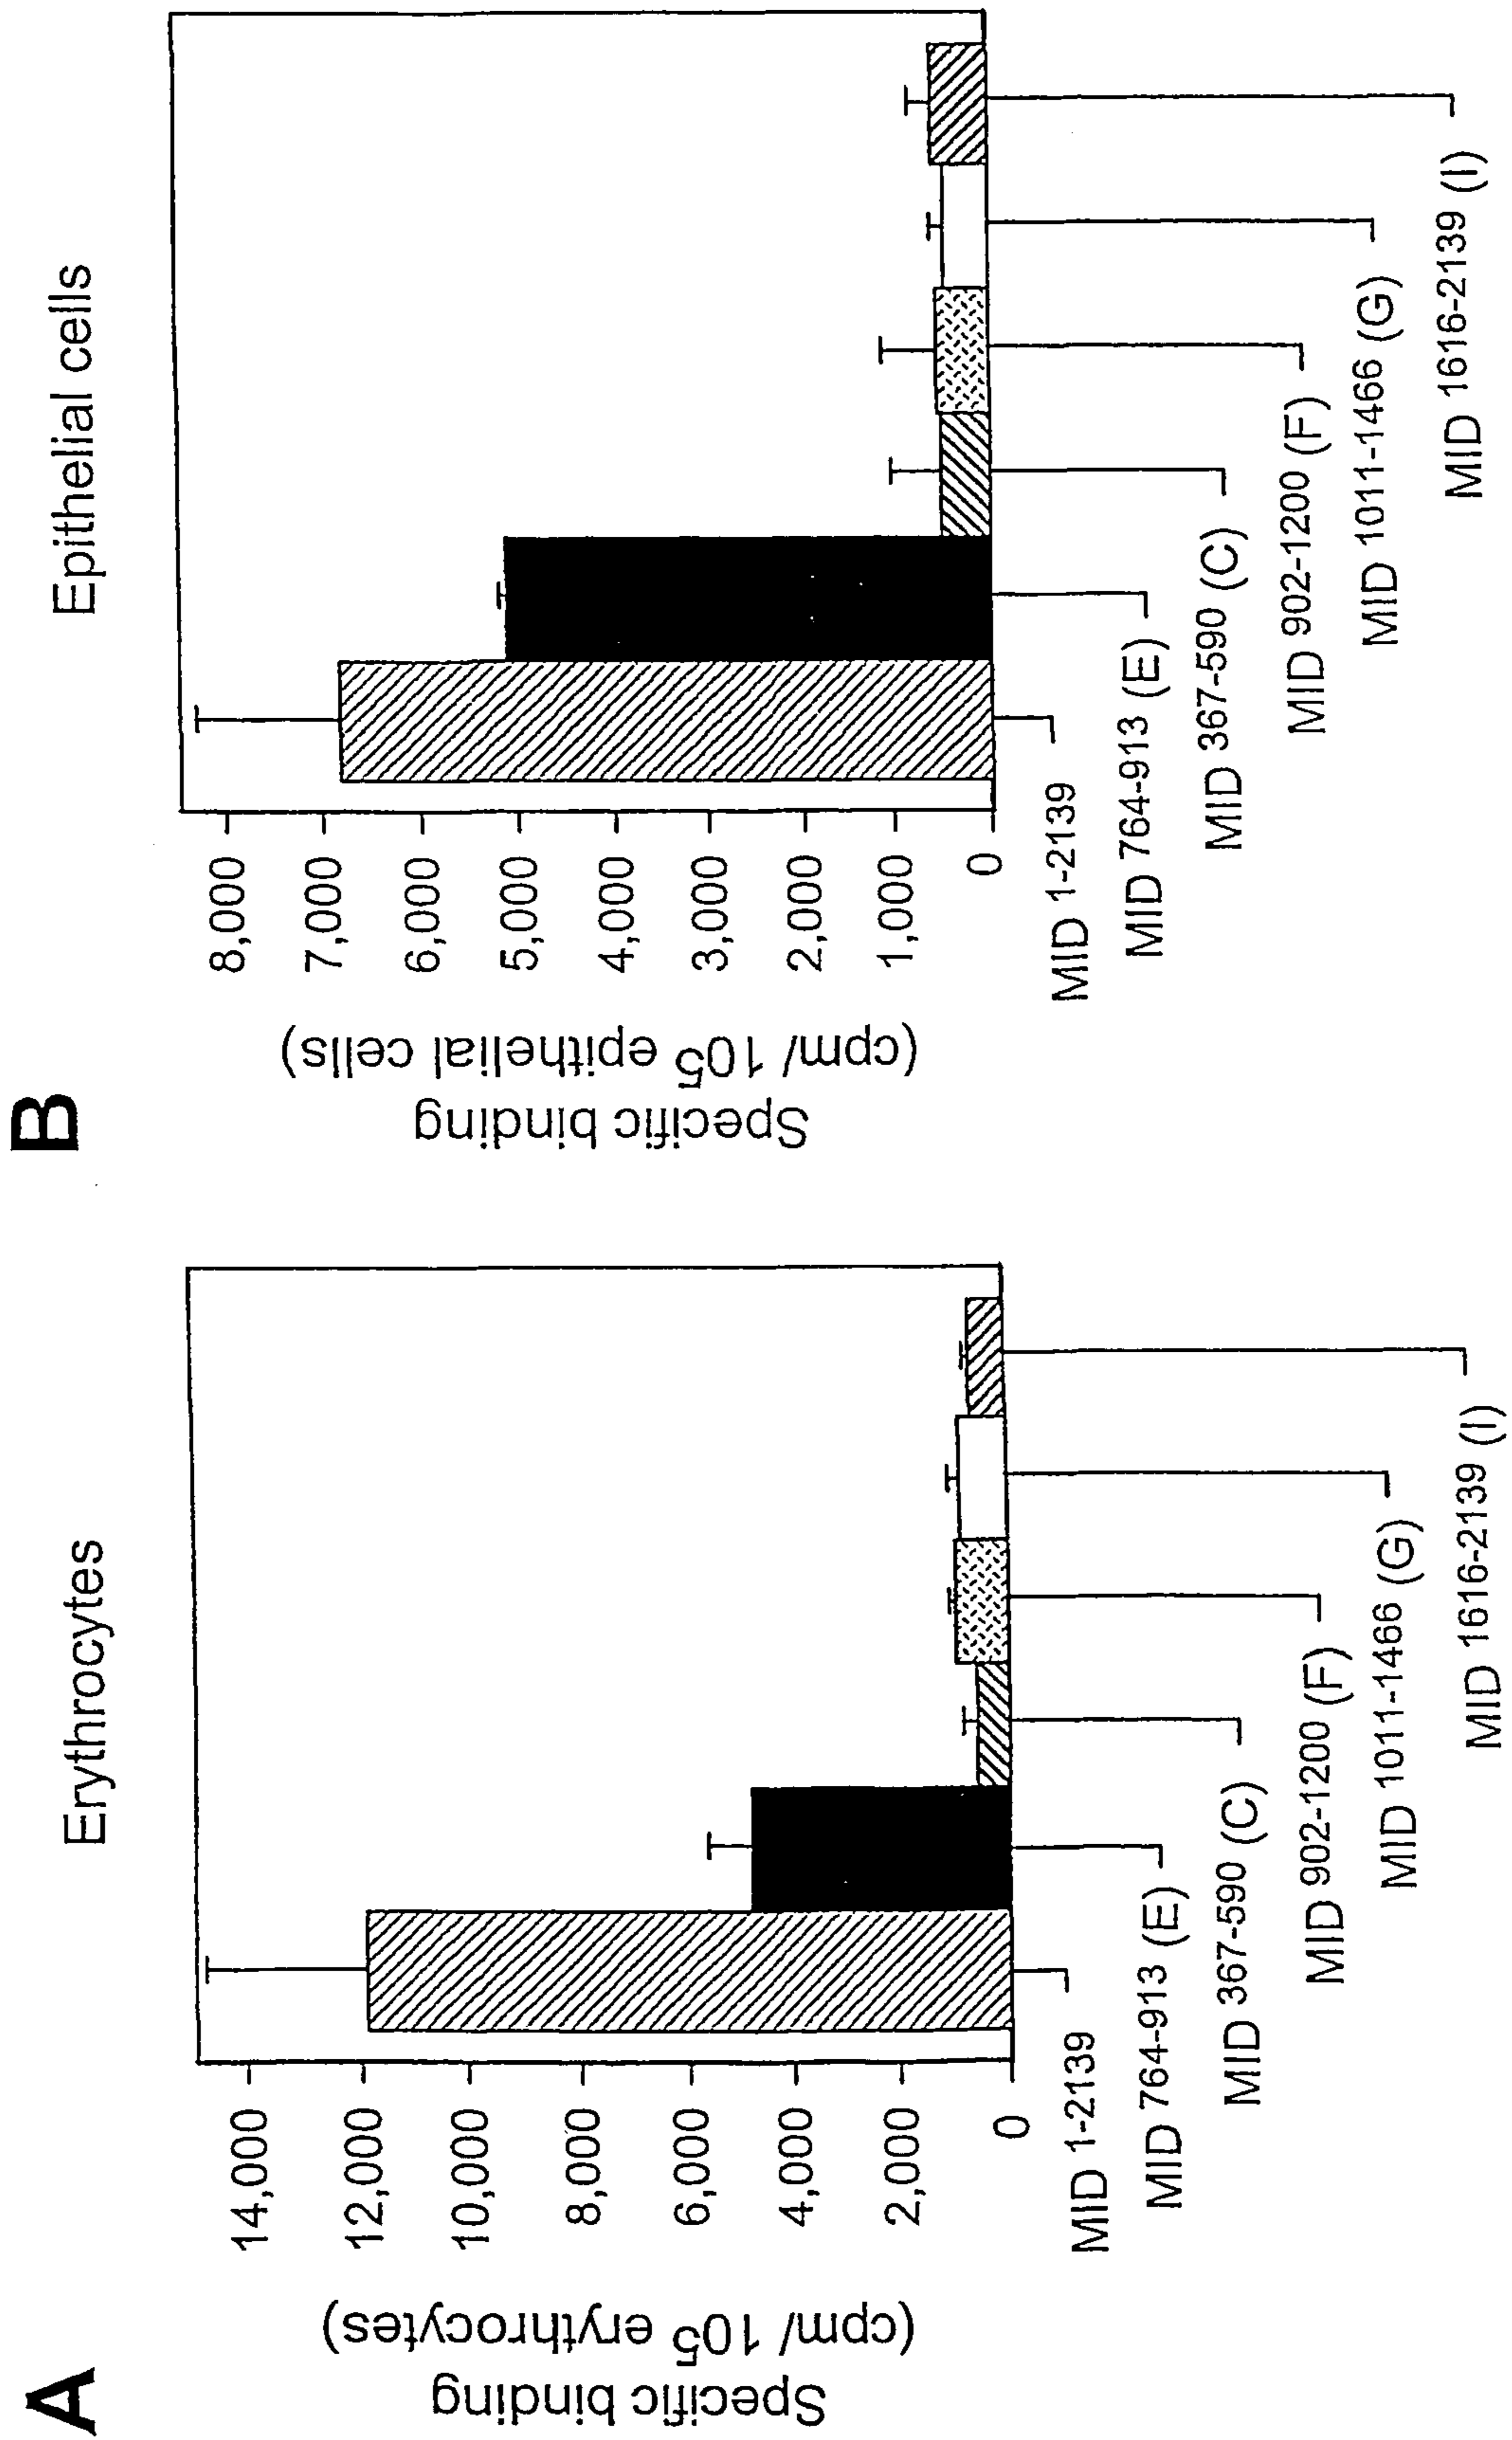 A
Erythrocytes
Specific binding
(cpm/ 10⁵ erythrocytes)
14,000
12,000
10,000
8,000
6,000
4,000
2,000
0
MID 1-2139
MID 764-913 (E)
MID 367-590 (C)
MID 902-1200 (F)
MID 1011-1466 (G)
MID 1616-2139 (I)
B
Epithelial cells
Specific binding
(cpm/ 10⁵ epithelial cells)
8,000
7,000
6,000
5,000
4,000
3,000
2,000
1,000
0
MID 1-2139
MID 764-913 (E)
MID 367-590 (C)
MID 902-1200 (F)
MID 1011-1466 (G)
MID 1616-2139 (I)